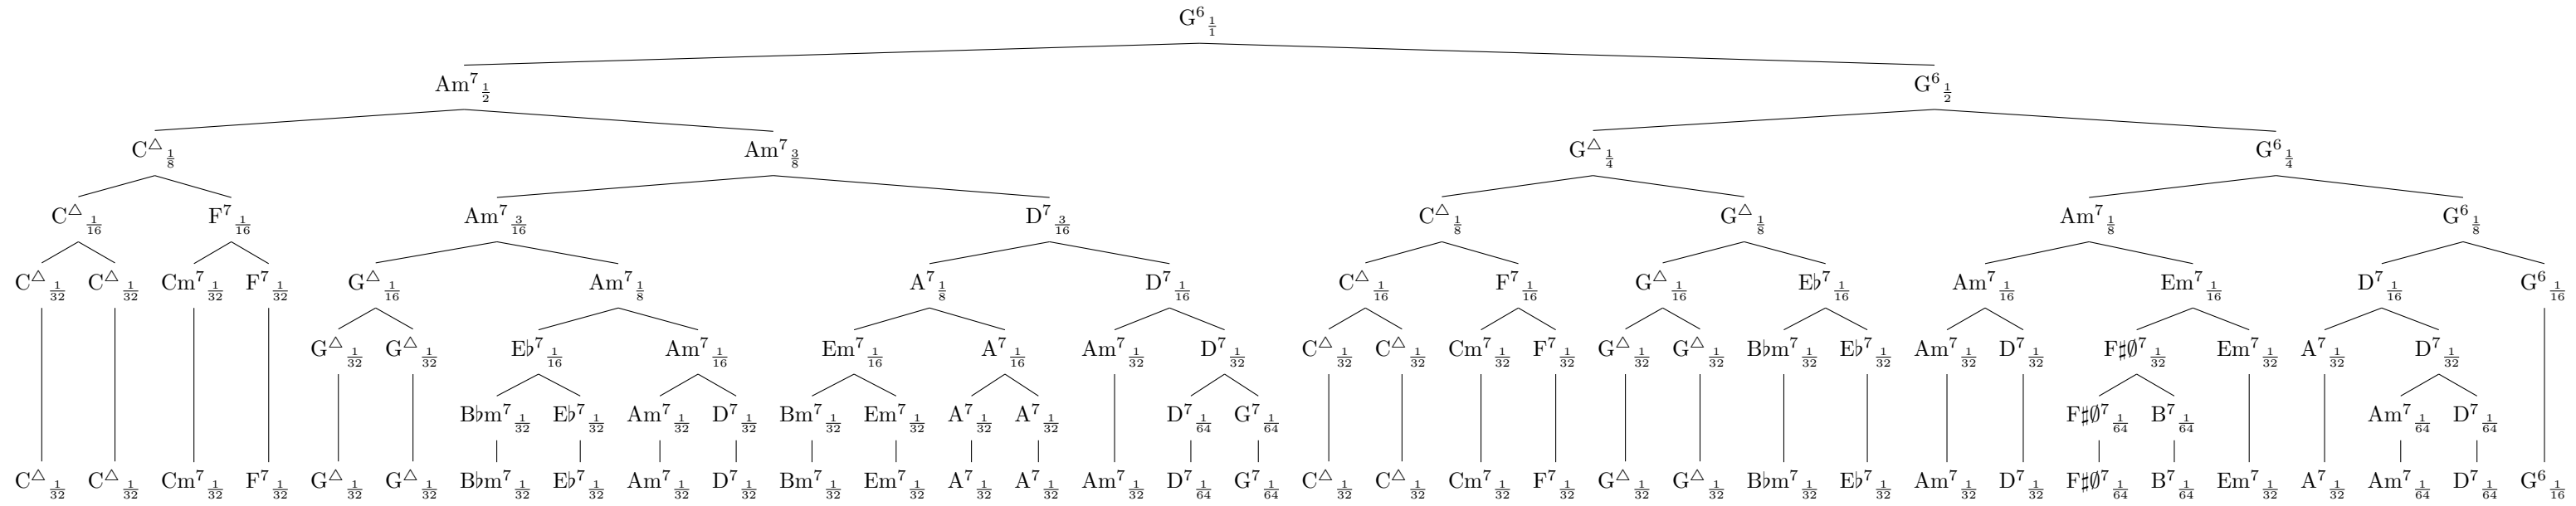 G⁶ 1/1
Am⁷ 1/2 G⁶ 1/2
C△ 1/8 Am⁷ 3/8 G△ 1/4 G⁶ 1/4
C△ 1/16 F⁷ 1/16 Am⁷ 3/16 D⁷ 3/16 C△ 1/8 G△ 1/8 Am⁷ 1/8 G⁶ 1/8
C△ 1/32 C△ 1/32 Cm⁷ 1/32 F⁷ 1/32 G△ 1/16 Am⁷ 1/8 A⁷ 1/8 D⁷ 1/16 C△ 1/16 F⁷ 1/16 G△ 1/16 E♭⁷ 1/16 Am⁷ 1/16 Em⁷ 1/16 D⁷ 1/16 G⁶ 1/16
G△ 1/32 G△ 1/32 E♭⁷ 1/16 Am⁷ 1/16 Em⁷ 1/16 A⁷ 1/16 Am⁷ 1/32 D⁷ 1/32 C△ 1/32 C△ 1/32 Cm⁷ 1/32 F⁷ 1/32 G△ 1/32 G△ 1/32 B♭m⁷ 1/32 E♭⁷ 1/32 Am⁷ 1/32 D⁷ 1/32 F♯∅⁷ 1/32 Em⁷ 1/32 A⁷ 1/32 D⁷ 1/32
B♭m⁷ 1/32 E♭⁷ 1/32 Am⁷ 1/32 D⁷ 1/32 Bm⁷ 1/32 Em⁷ 1/32 A⁷ 1/32 A⁷ 1/32 D⁷ 1/64 G⁷ 1/64 F♯∅⁷ 1/64 B⁷ 1/64 Am⁷ 1/64 D⁷ 1/64
C△ 1/32 C△ 1/32 Cm⁷ 1/32 F⁷ 1/32 G△ 1/32 G△ 1/32 B♭m⁷ 1/32 E♭⁷ 1/32 Am⁷ 1/32 D⁷ 1/32 Bm⁷ 1/32 Em⁷ 1/32 A⁷ 1/32 A⁷ 1/32 Am⁷ 1/32 D⁷ 1/64 G⁷ 1/64 C△ 1/32 C△ 1/32 Cm⁷ 1/32 F⁷ 1/32 G△ 1/32 G△ 1/32 B♭m⁷ 1/32 E♭⁷ 1/32 Am⁷ 1/32 D⁷ 1/32 F♯∅⁷ 1/64 B⁷ 1/64 Em⁷ 1/32 A⁷ 1/32 Am⁷ 1/64 D⁷ 1/64 G⁶ 1/16